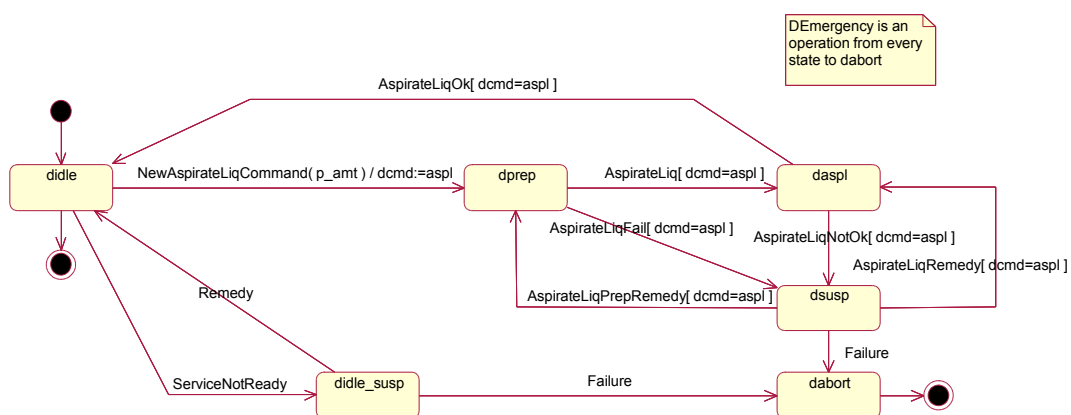 DEmergency is an
operation from every
state to dabort
AspirateLiqOk[ dcmd=aspl ]
didle
NewAspirateLiqCommand( p_amt ) / dcmd:=aspl
dprep
AspirateLiq[ dcmd=aspl ]
daspl
AspirateLiqFail[ dcmd=aspl ]
AspirateLiqNotOk[ dcmd=aspl ]
AspirateLiqRemedy[ dcmd=aspl ]
AspirateLiqPrepRemedy[ dcmd=aspl ]
dsusp
Remedy
Failure
ServiceNotReady
didle_susp
Failure
dabort